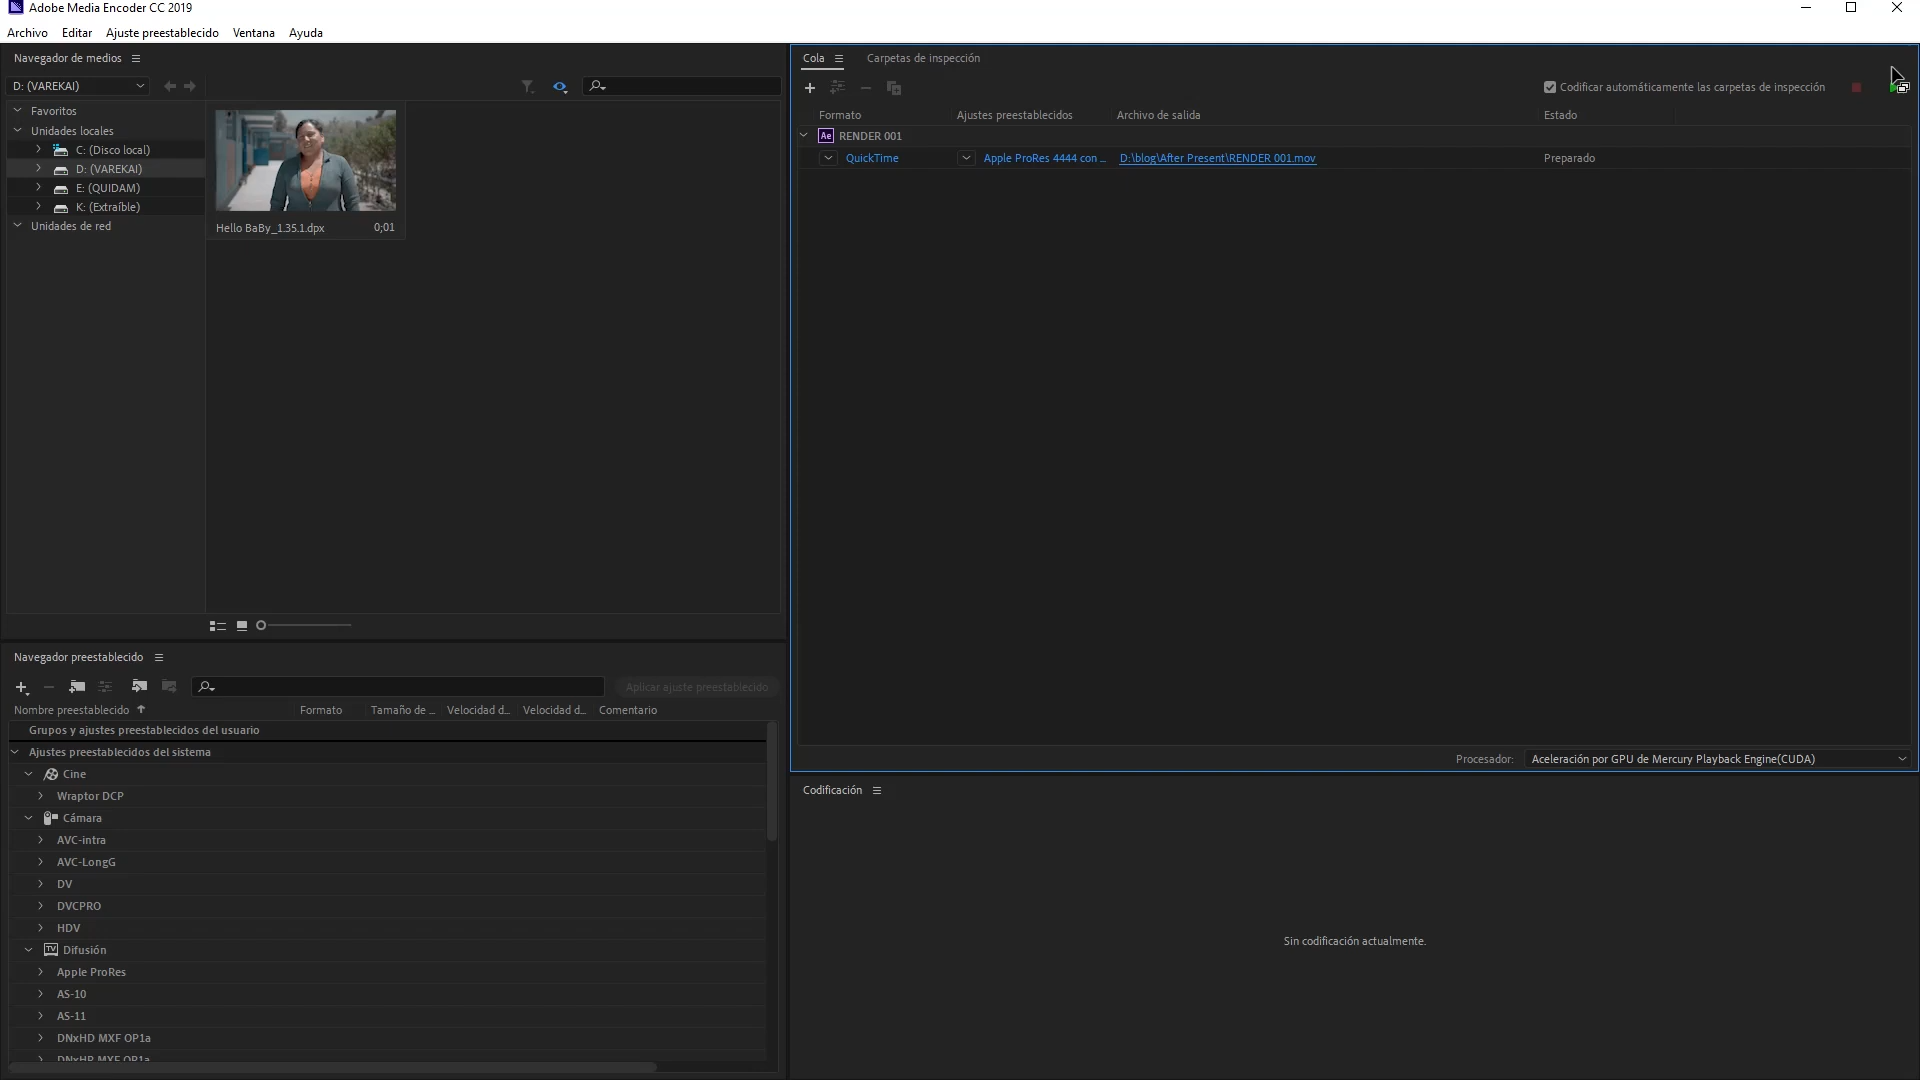 Adobe Media Encoder CC 2019
Archivo Editar Ajuste preestablecido Ventana Ayuda
Navegador de medios
D: (VAREKAI)
Favoritos
Unidades locales
C: (Disco local)
D: (VAREKAI)
E: (QUIDAM)
K: (Extraíble)
Unidades de red
Hello BaBy_1.35.1.dpx 0;01
Navegador preestablecido
Aplicar ajuste preestablecido
Nombre preestablecido Formato Tamaño de ... Velocidad d... Velocidad d... Comentario
Grupos y ajustes preestablecidos del usuario
Ajustes preestablecidos del sistema
Cine
Wraptor DCP
Cámara
AVC-intra
AVC-LongG
DV
DVCPRO
HDV
TV Difusión
Apple ProRes
AS-10
AS-11
DNxHD MXF OP1a
DNxHR MXF OP1a
Cola Carpetas de inspección
Codificar automáticamente las carpetas de inspección
Formato Ajustes preestablecidos Archivo de salida Estado
Ae RENDER 001
QuickTime Apple ProRes 4444 con ... D:\blog\After Present\RENDER 001.mov Preparado
Procesador: Aceleración por GPU de Mercury Playback Engine(CUDA)
Codificación
Sin codificación actualmente.